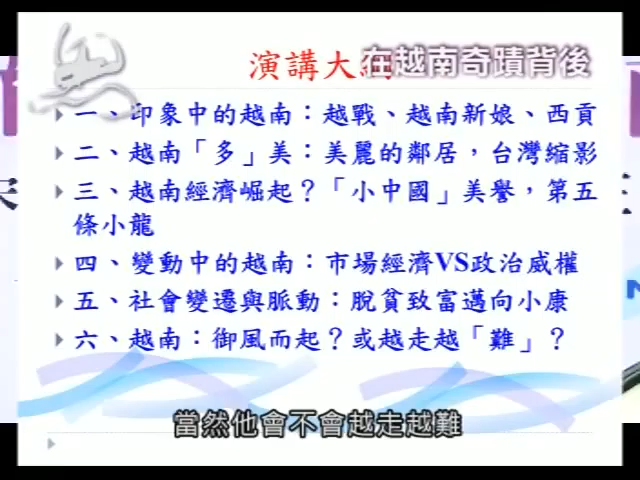 演講大綱
在越南奇蹟背後
一、印象中的越南：越戰、越南新娘、西貢
二、越南「多」美：美麗的鄰居，台灣縮影
三、越南經濟崛起？「小中國」美譽，第五
條小龍
四、變動中的越南：市場經濟VS政治威權
五、社會變遷與脈動：脫貧致富邁向小康
六、越南：御風而起？或越走越「難」？
當然他會不會越走越難